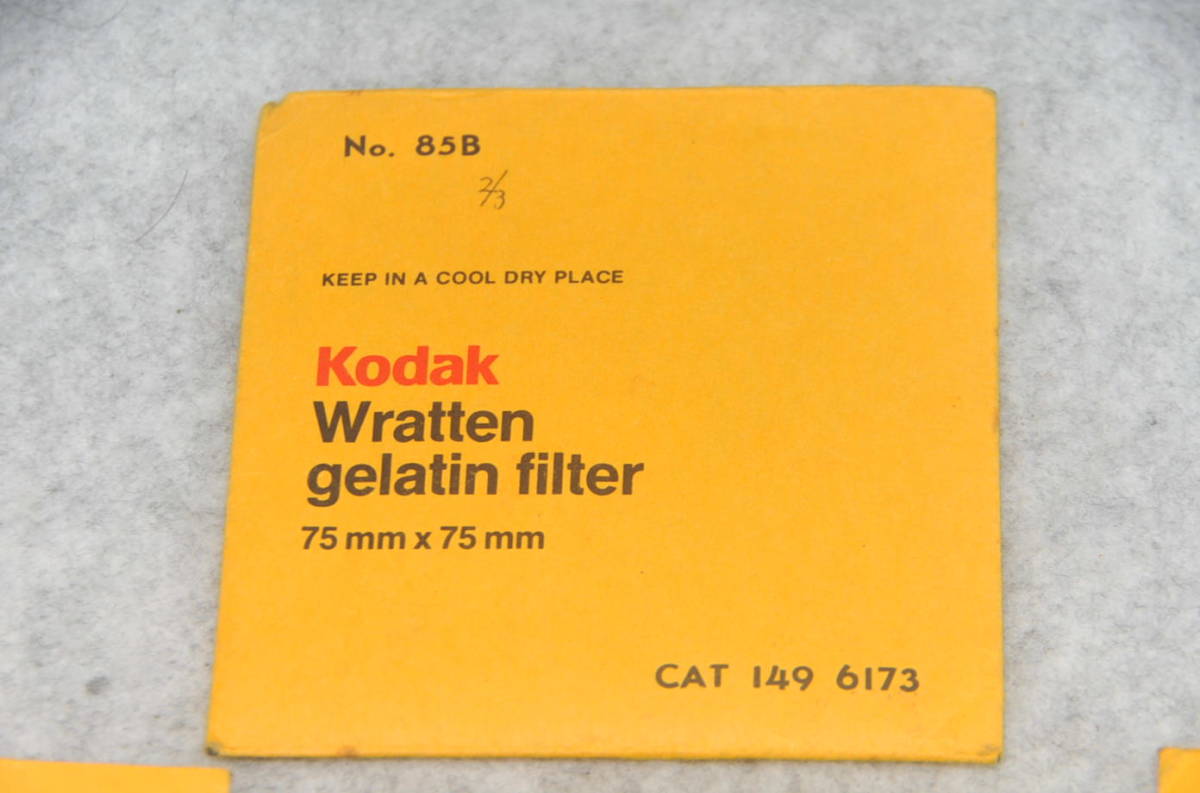 No. 85B
2/3
KEEP IN A COOL DRY PLACE
Kodak
Wratten
gelatin filter
75 mm x 75 mm
CAT 149 6173